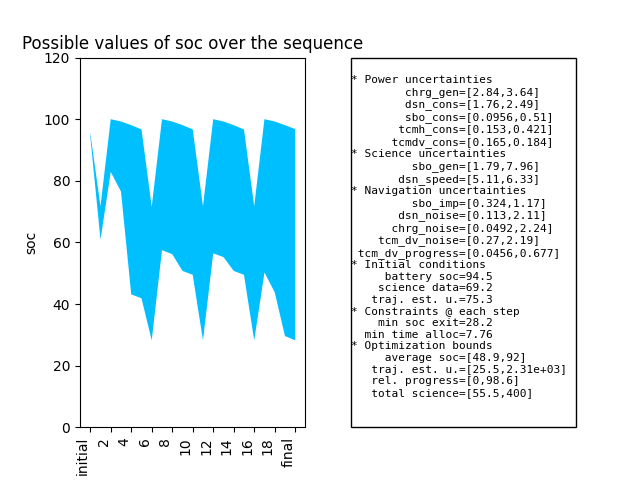 Possible values of soc over the sequence
120
100
80
60
40
20
0
soc
initial
2
4
6
8
10
12
14
16
18
final
* Power uncertainties
chrg_gen=[2.84,3.64]
dsn_cons=[1.76,2.49]
sbo_cons=[0.0956,0.51]
tcmh_cons=[0.153,0.421]
tcmdv_cons=[0.165,0.184]
* Science uncertainties
sbo_gen=[1.79,7.96]
dsn_speed=[5.11,6.33]
* Navigation uncertainties
sbo_imp=[0.324,1.17]
dsn_noise=[0.113,2.11]
chrg_noise=[0.0492,2.24]
tcm_dv_noise=[0.27,2.19]
tcm_dv_progress=[0.0456,0.677]
* Initial conditions
battery soc=94.5
science data=69.2
traj. est. u.=75.3
* Constraints @ each step
min soc exit=28.2
min time alloc=7.76
* Optimization bounds
average soc=[48.9,92]
traj. est. u.=[25.5,2.31e+03]
rel. progress=[0,98.6]
total science=[55.5,400]